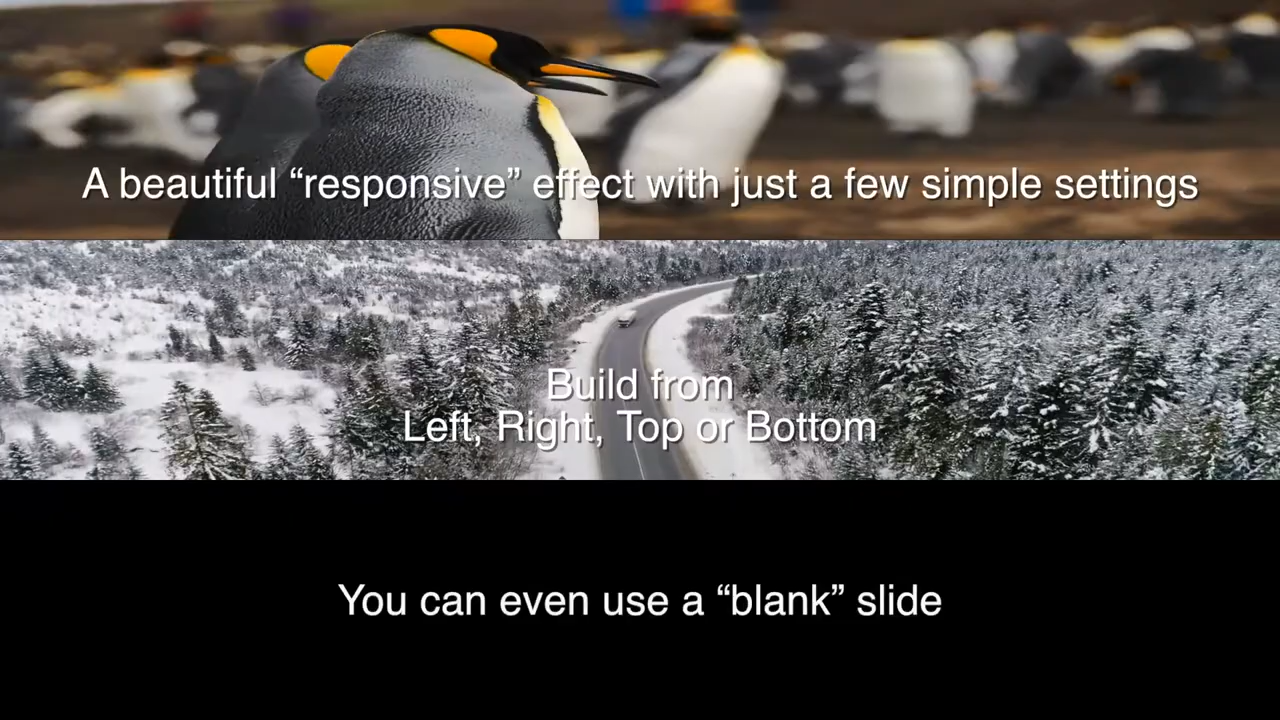 A beautiful “responsive” effect with just a few simple settings
Build from
Left, Right, Top or Bottom
You can even use a “blank” slide